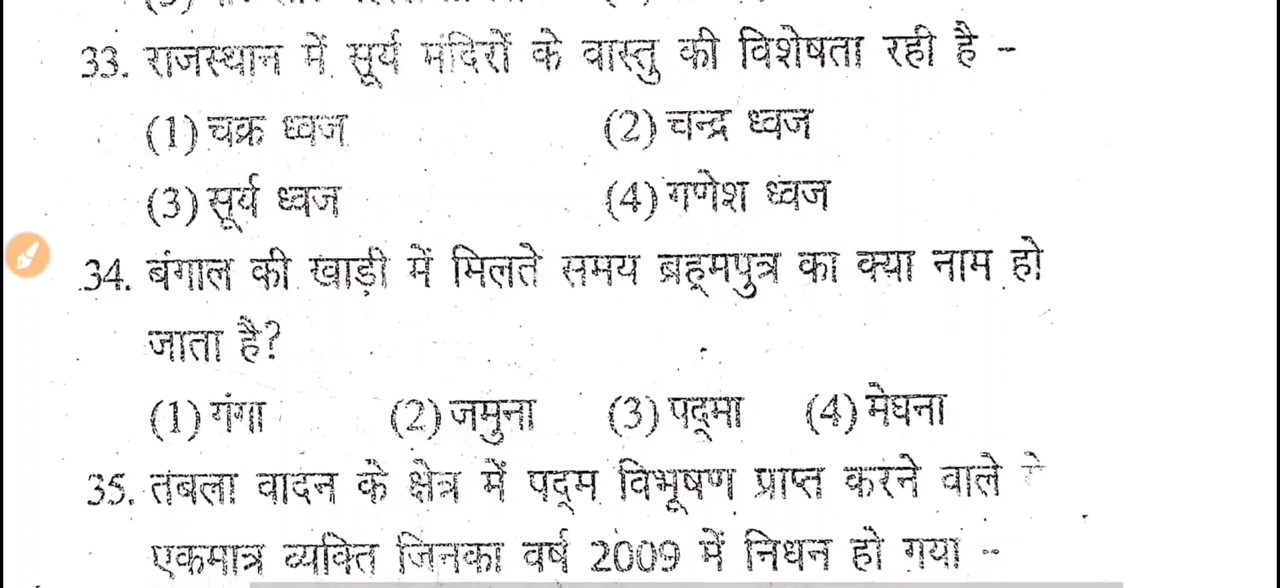 33. राजस्थान में सूर्य मंदिरों के वास्तु की विशेषता रही है -
(1) चक्र ध्वज (2) चन्द्र ध्वज
(3) सूर्य ध्वज (4) गणेश ध्वज
34. बंगाल की खाड़ी में मिलते समय ब्रह्मपुत्र का क्या नाम हो
जाता है?
(1) गंगा (2) जमुना (3) पद्मा (4) मेघना
35. तबला वादन के क्षेत्र में पद्म विभूषण प्राप्त करने वाले
एकमात्र व्यक्ति जिनका वर्ष 2009 में निधन हो गया --